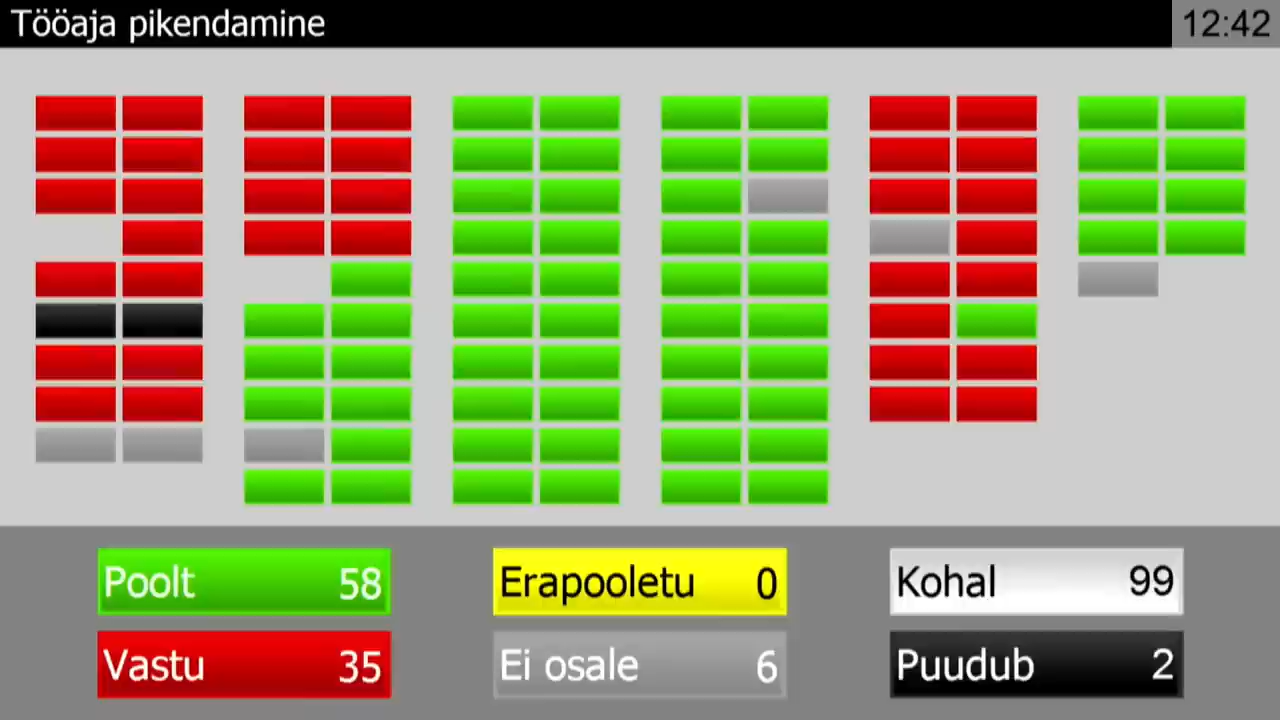 Tööaja pikendamine 12:42
Poolt 58 Erapooletu 0 Kohal 99
Vastu 35 Ei osale 6 Puudub 2